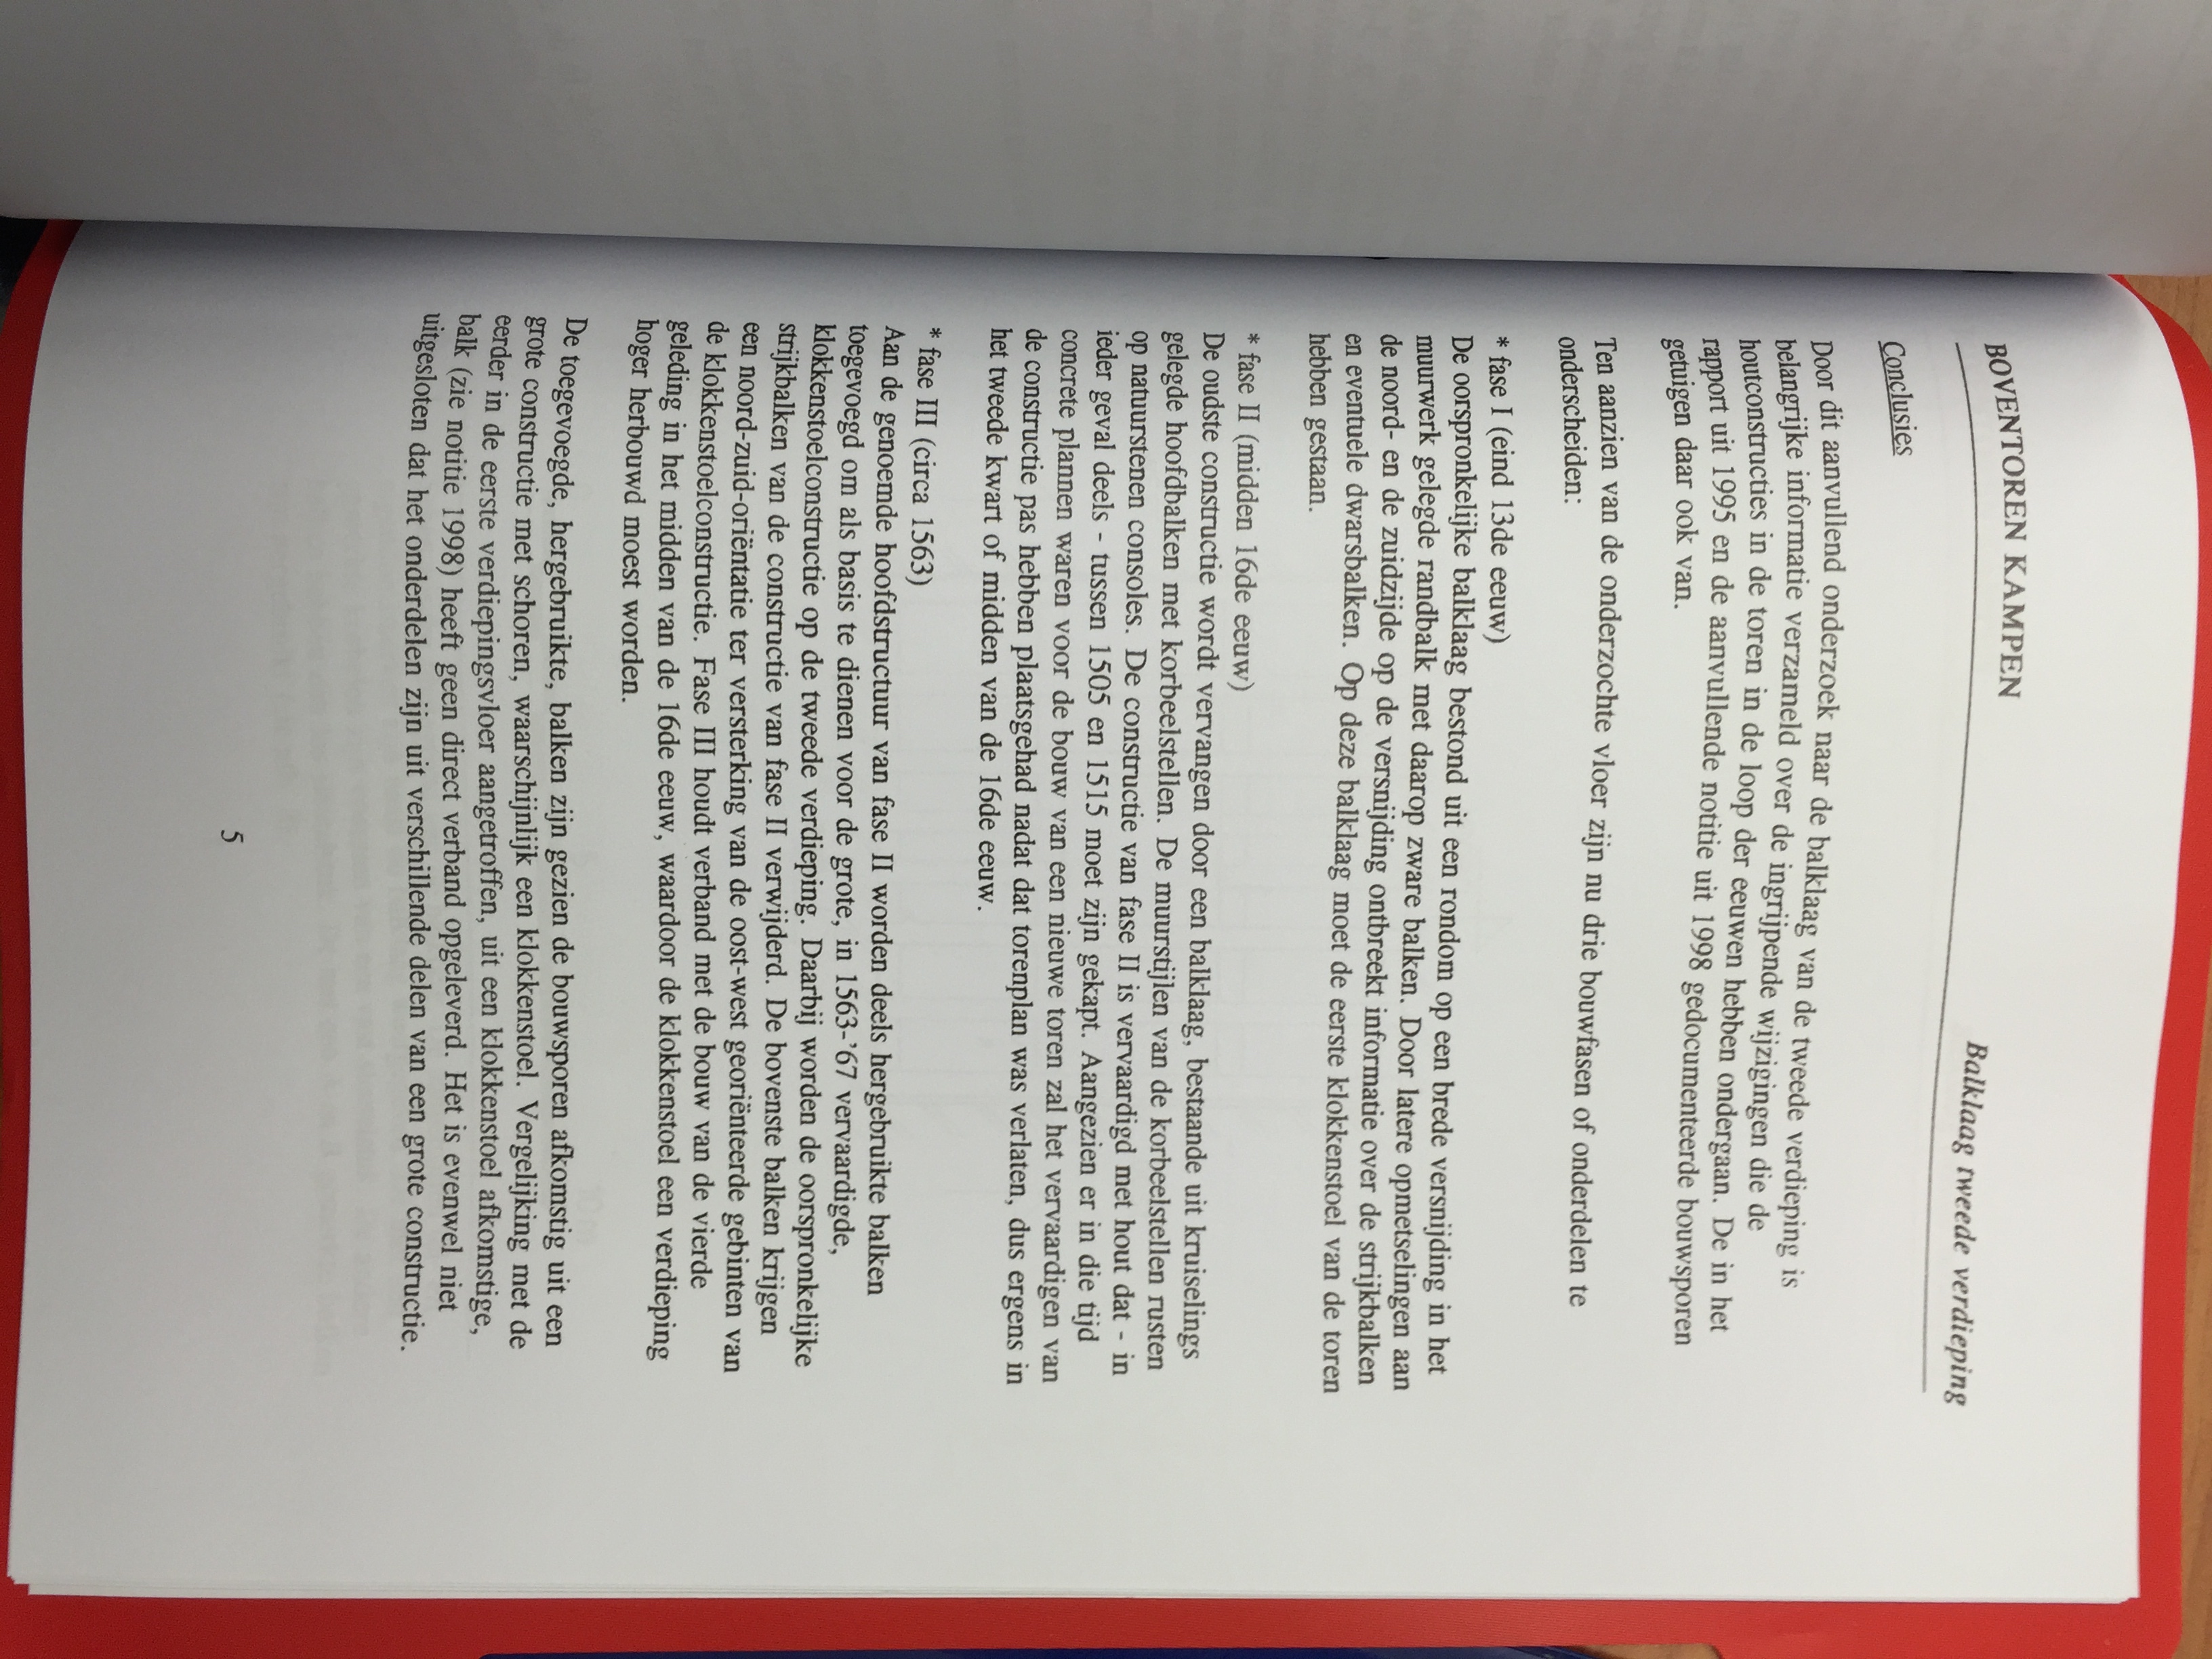 BOVENTOREN KAMPEN
Balklaag tweede verdieping
Conclusies
Door dit aanvullend onderzoek naar de balklaag van de tweede verdieping is
belangrijke informatie verzameld over de ingrijpende wijzigingen die de
houtconstructies in de toren in de loop der eeuwen hebben ondergaan. De in het
rapport uit 1995 en de aanvullende notitie uit 1998 gedocumenteerde bouwsporen
getuigen daar ook van.
Ten aanzien van de onderzochte vloer zijn nu drie bouwfasen of onderdelen te
onderscheiden:
* fase I (eind 13de eeuw)
De oorspronkelijke balklaag bestond uit een rondom op een brede versnijding in het
muurwerk gelegde randbalk met daarop zware balken. Door latere opmetselingen aan
de noord- en de zuidzijde op de versnijding ontbreekt informatie over de strijkbalken
en eventuele dwarsbalken. Op deze balklaag moet de eerste klokkenstoel van de toren
hebben gestaan.
* fase II (midden 16de eeuw)
De oudste constructie wordt vervangen door een balklaag, bestaande uit kruiselings
gelegde hoofdbalken met korbeelstellen. De muurstijlen van de korbeelstellen rusten
op natuurstenen consoles. De constructie van fase II is vervaardigd met hout dat - in
ieder geval deels - tussen 1505 en 1515 moet zijn gekapt. Aangezien er in die tijd
concrete plannen waren voor de bouw van een nieuwe toren zal het vervaardigen van
de constructie pas hebben plaatsgehad nadat dat torenplan was verlaten, dus ergens in
het tweede kwart of midden van de 16de eeuw.
* fase III (circa 1563)
Aan de genoemde hoofdstructuur van fase II worden deels hergebruikte balken
toegevoegd om als basis te dienen voor de grote, in 1563-'67 vervaardigde,
klokkenstoelconstructie op de tweede verdieping. Daarbij worden de oorspronkelijke
strijkbalken van de constructie van fase II verwijderd. De bovenste balken krijgen
een noord-zuid-oriëntatie ter versterking van de oost-west georiënteerde gebinten van
de klokkenstoelconstructie. Fase III houdt verband met de bouw van de vierde
geleding in het midden van de 16de eeuw, waardoor de klokkenstoel een verdieping
hoger herbouwd moest worden.
De toegevoegde, hergebruikte, balken zijn gezien de bouwsporen afkomstig uit een
grote constructie met schoren, waarschijnlijk een klokkenstoel. Vergelijking met de
eerder in de eerste verdiepingsvloer aangetroffen, uit een klokkenstoel afkomstige,
balk (zie notitie 1998) heeft geen direct verband opgeleverd. Het is evenwel niet
uitgesloten dat het onderdelen zijn uit verschillende delen van een grote constructie.
5